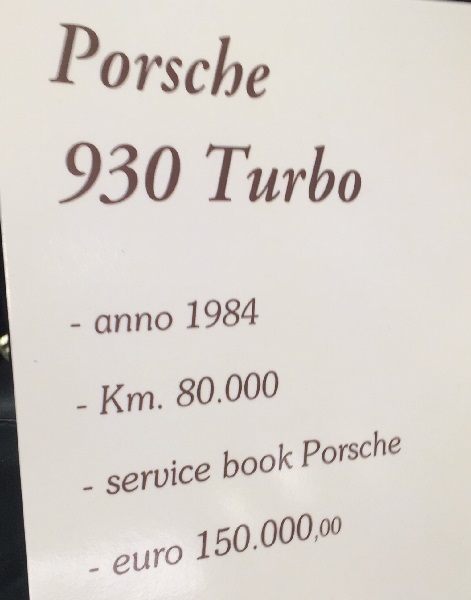 Porsche
930 Turbo
- anno 1984
- Km. 80.000
- service book Porsche
- euro 150.000,00